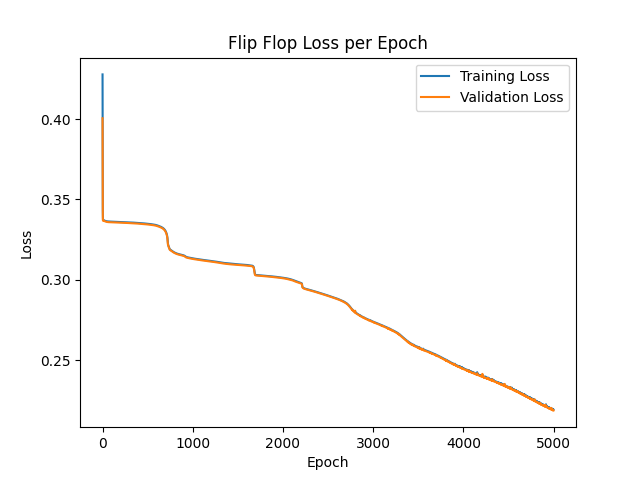 Flip Flop Loss per Epoch
Training Loss
Validation Loss
0.40
0.35
0.30
0.25
Loss
0
1000
2000
3000
4000
5000
Epoch